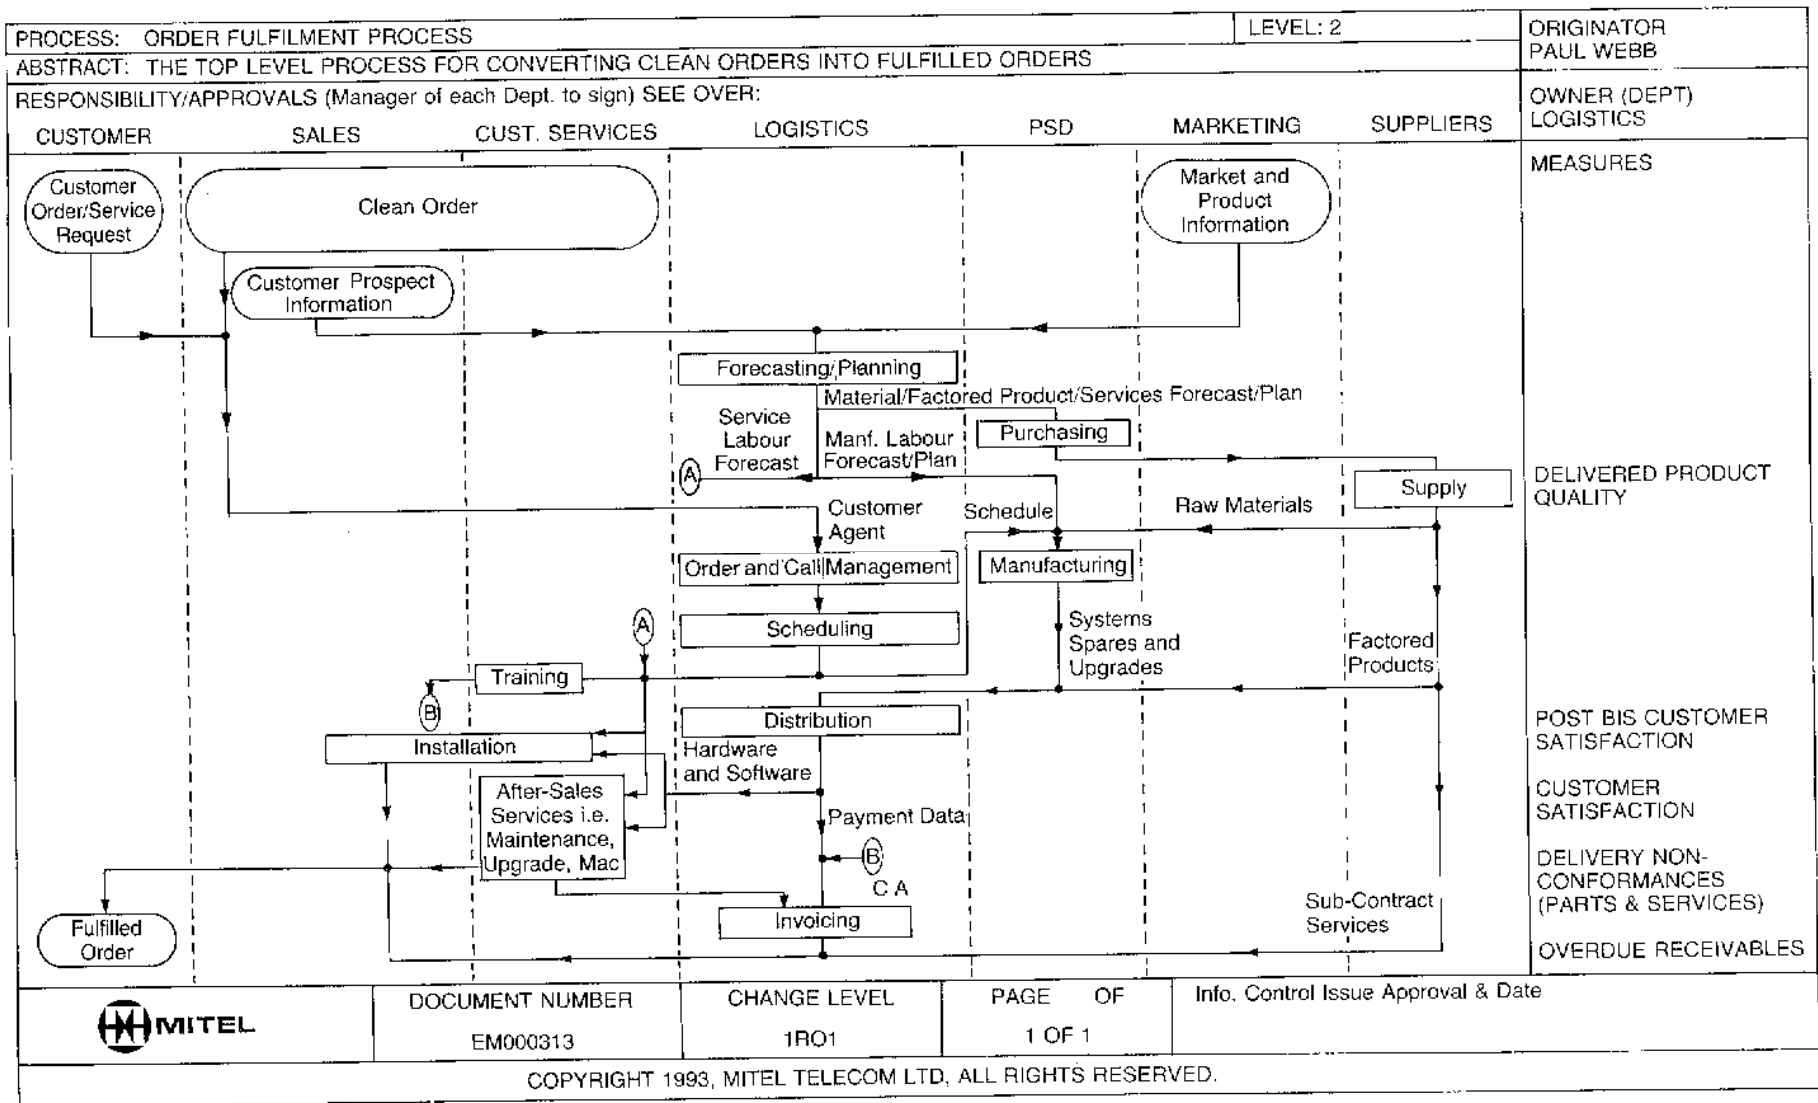 PROCESS: ORDER FULFILMENT PROCESS
LEVEL: 2
ORIGINATOR
PAUL WEBB
ABSTRACT: THE TOP LEVEL PROCESS FOR CONVERTING CLEAN ORDERS INTO FULFILLED ORDERS
RESPONSIBILITY/APPROVALS (Manager of each Dept. to sign) SEE OVER:
OWNER (DEPT)
LOGISTICS
CUSTOMER
SALES
CUST. SERVICES
LOGISTICS
PSD
MARKETING
SUPPLIERS
MEASURES
Customer
Order/Service
Request
Clean Order
Market and
Product
Information
Customer Prospect
Information
Forecasting/Planning
Material/Factored Product/Services Forecast/Plan
Service
Labour
Forecast
Manf. Labour
Forecast/Plan
Purchasing
A
Supply
DELIVERED PRODUCT
QUALITY
Customer
Agent
Schedule
Raw Materials
Order and Call Management
Manufacturing
Scheduling
A
Systems
Spares and
Upgrades
Factored
Products
Training
B
Distribution
POST BIS CUSTOMER
SATISFACTION
Installation
Hardware
and Software
After-Sales
Services i.e.
Maintenance,
Upgrade, Mac
CUSTOMER
SATISFACTION
Payment Data
B
C A
DELIVERY NON-
CONFORMANCES
(PARTS & SERVICES)
Invoicing
Sub-Contract
Services
Fulfilled
Order
OVERDUE RECEIVABLES
MITEL
DOCUMENT NUMBER
EM000313
CHANGE LEVEL
1RO1
PAGE OF
1 OF 1
Info. Control Issue Approval & Date
COPYRIGHT 1993, MITEL TELECOM LTD, ALL RIGHTS RESERVED.